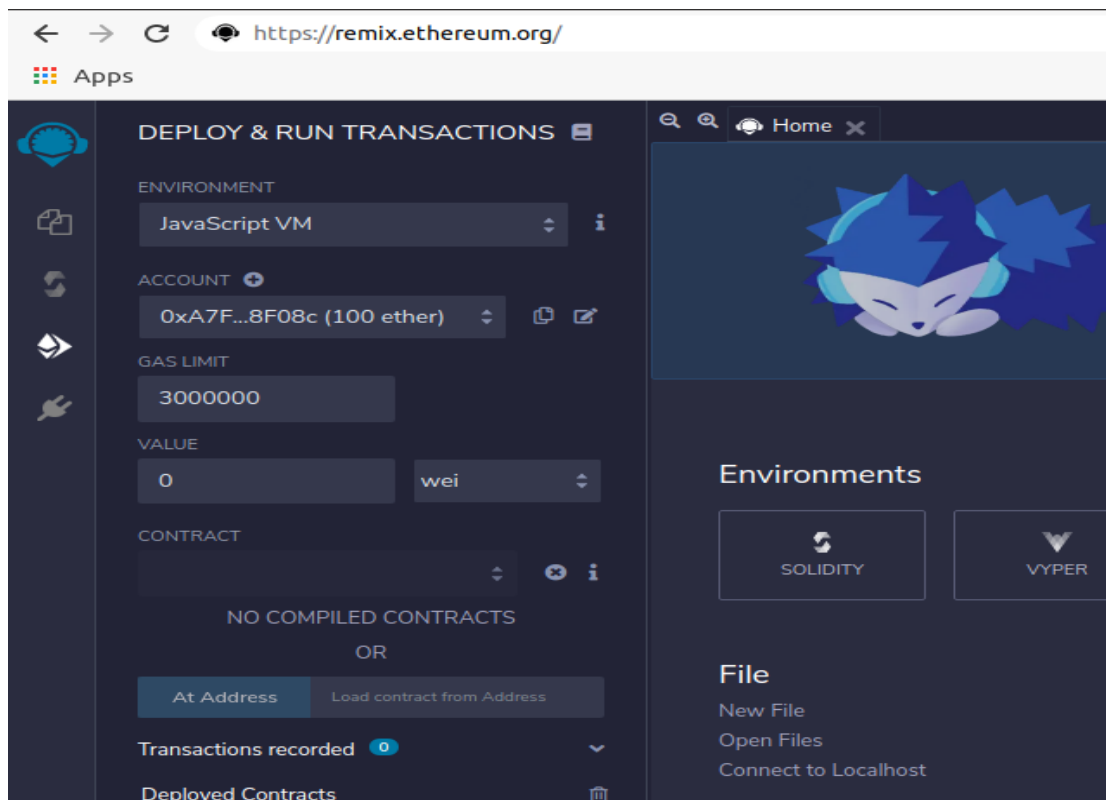 https://remix.ethereum.org/
Apps
DEPLOY & RUN TRANSACTIONS
ENVIRONMENT
JavaScript VM
ACCOUNT
0xA7F...8F08c (100 ether)
GAS LIMIT
3000000
VALUE
0 wei
CONTRACT
NO COMPILED CONTRACTS
OR
At Address Load contract from Address
Transactions recorded 0
Deployed Contracts
Home
Environments
SOLIDITY VYPER
File
New File
Open Files
Connect to Localhost